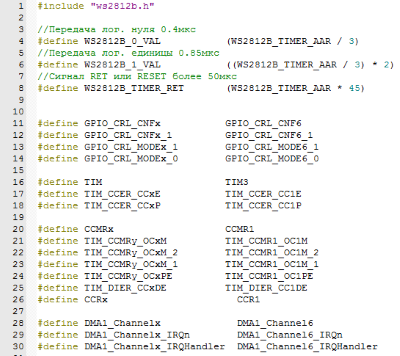 1 #include "ws2812b.h"
2
3 //Передача лог. нуля 0.4мкс
4 #define WS2812B_0_VAL (WS2812B_TIMER_AAR / 3)
5 //Передача лог. единицы 0.85мкс
6 #define WS2812B_1_VAL ((WS2812B_TIMER_AAR / 3) * 2)
7 //Сигнал RET или RESET более 50мкс
8 #define WS2812B_TIMER_RET (WS2812B_TIMER_AAR * 45)
9
10
11 #define GPIO_CRL_CNFx GPIO_CRL_CNF6
12 #define GPIO_CRL_CNFx_1 GPIO_CRL_CNF6_1
13 #define GPIO_CRL_MODEx_1 GPIO_CRL_MODE6_1
14 #define GPIO_CRL_MODEx_0 GPIO_CRL_MODE6_0
15
16 #define TIM TIM3
17 #define TIM_CCER_CCxE TIM_CCER_CC1E
18 #define TIM_CCER_CCxP TIM_CCER_CC1P
19
20 #define CCMRx CCMR1
21 #define TIM_CCMRy_OCxM TIM_CCMR1_OC1M
22 #define TIM_CCMRy_OCxM_2 TIM_CCMR1_OC1M_2
23 #define TIM_CCMRy_OCxM_1 TIM_CCMR1_OC1M_1
24 #define TIM_CCMRy_OCxPE TIM_CCMR1_OC1PE
25 #define TIM_DIER_CCxDE TIM_DIER_CC1DE
26 #define CCRx CCR1
27
28 #define DMA1_Channelx DMA1_Channel6
29 #define DMA1_Channelx_IRQn DMA1_Channel6_IRQn
30 #define DMA1_Channelx_IRQHandler DMA1_Channel6_IRQHandler